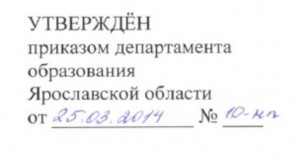 УТВЕРЖДЁН
приказом департамента
образования
Ярославской области
от 25.03.2014 № 10-нп